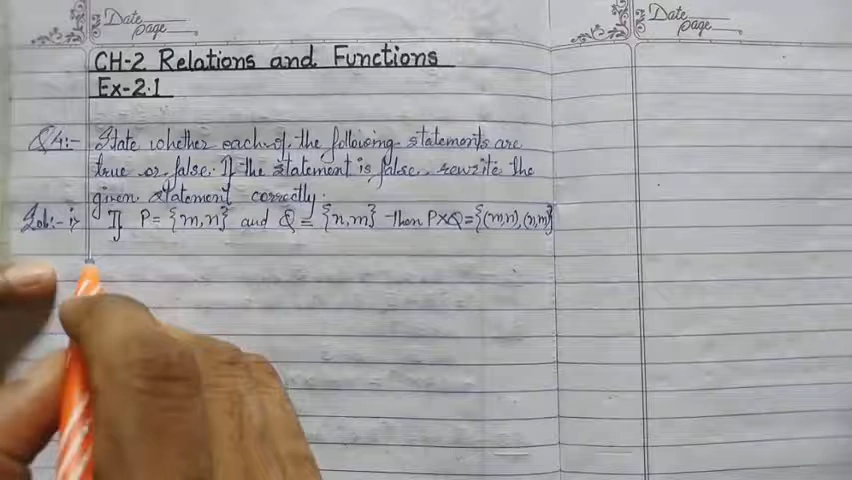 Date
Page
Date
Page
CH-2 Relations and Functions
Ex-2.1
Q4:- State whether each of the following statements are
true or false. If the statement is false, rewrite the
given statement correctly.
Sol:- i> If P = {m,n} and Q = {n,m} then P×Q={(m,n),(n,m)}